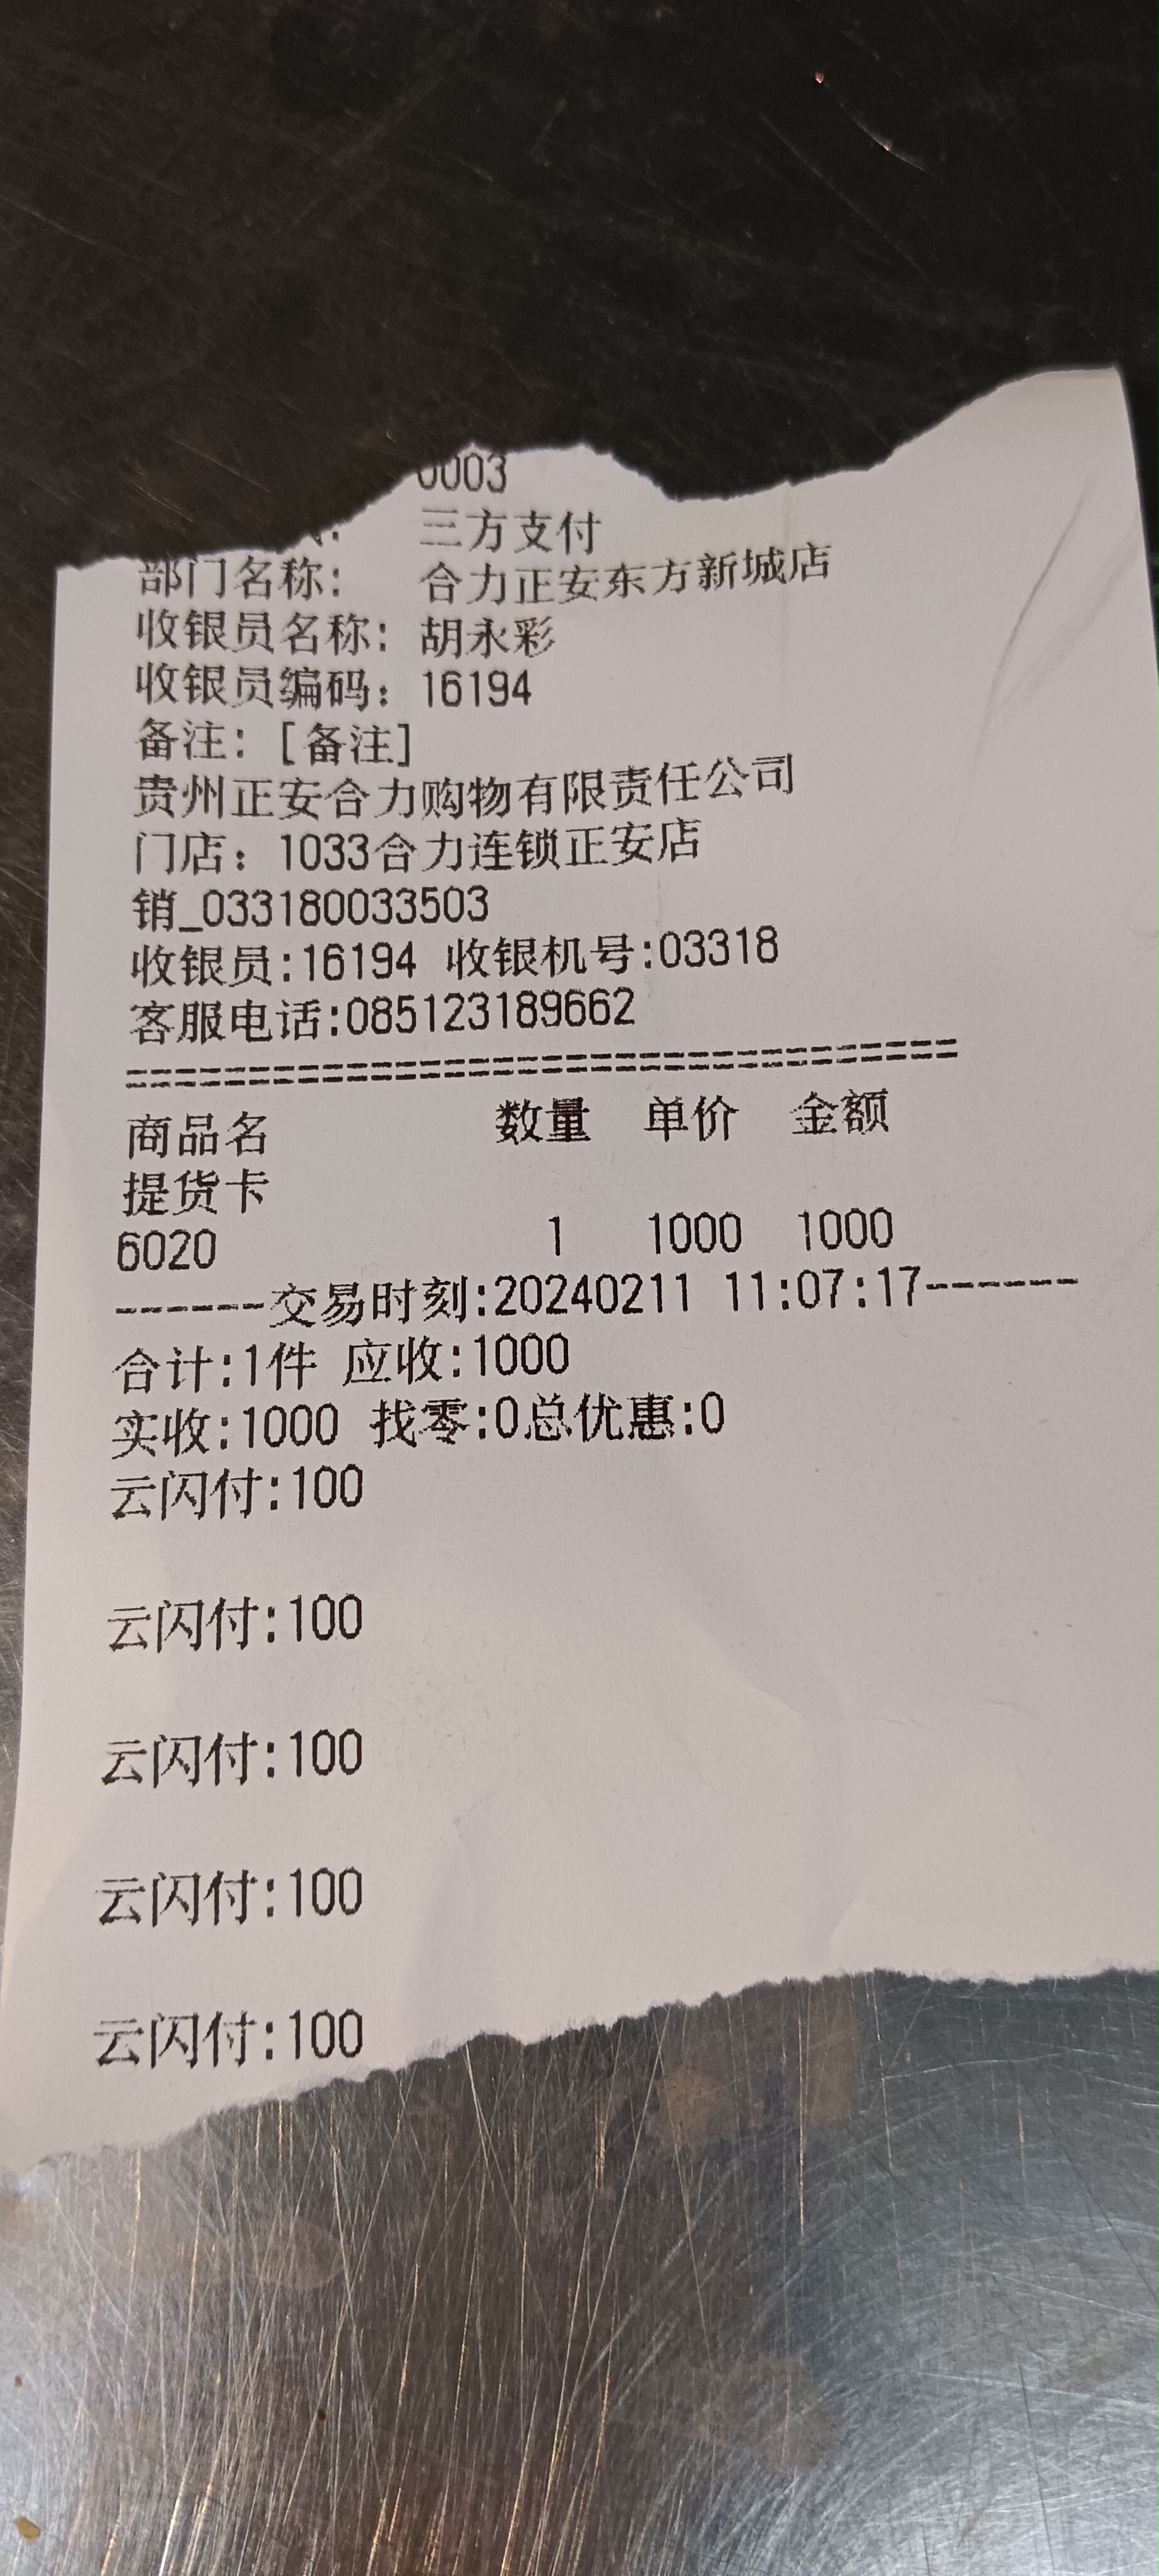 0003
三方支付
部门名称: 合力正安东方新城店
收银员名称: 胡永彩
收银员编码: 16194
备注: [备注]
贵州正安合力购物有限责任公司
门店: 1033合力连锁正安店
销_033180033503
收银员:16194 收银机号:03318
客服电话:085123189662
==================================
商品名 数量 单价 金额
提货卡
6020 1 1000 1000
------交易时刻:20240211 11:07:17------
合计:1件 应收:1000
实收:1000 找零:0总优惠:0
云闪付:100
云闪付:100
云闪付:100
云闪付:100
云闪付:100